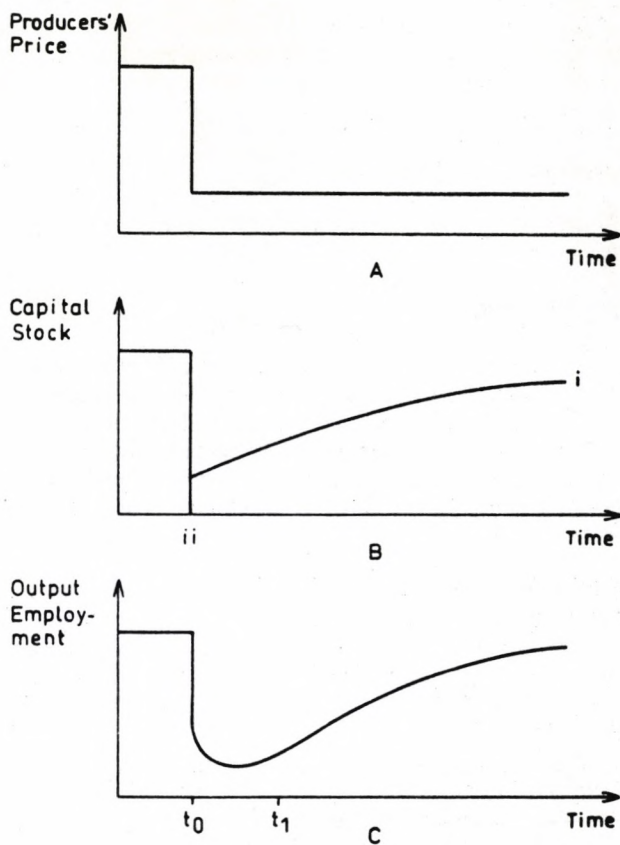 Producers'
Price
Time
A
Capital
Stock
i
ii
B
Time
Output
Employ-
ment
t0
t1
C
Time